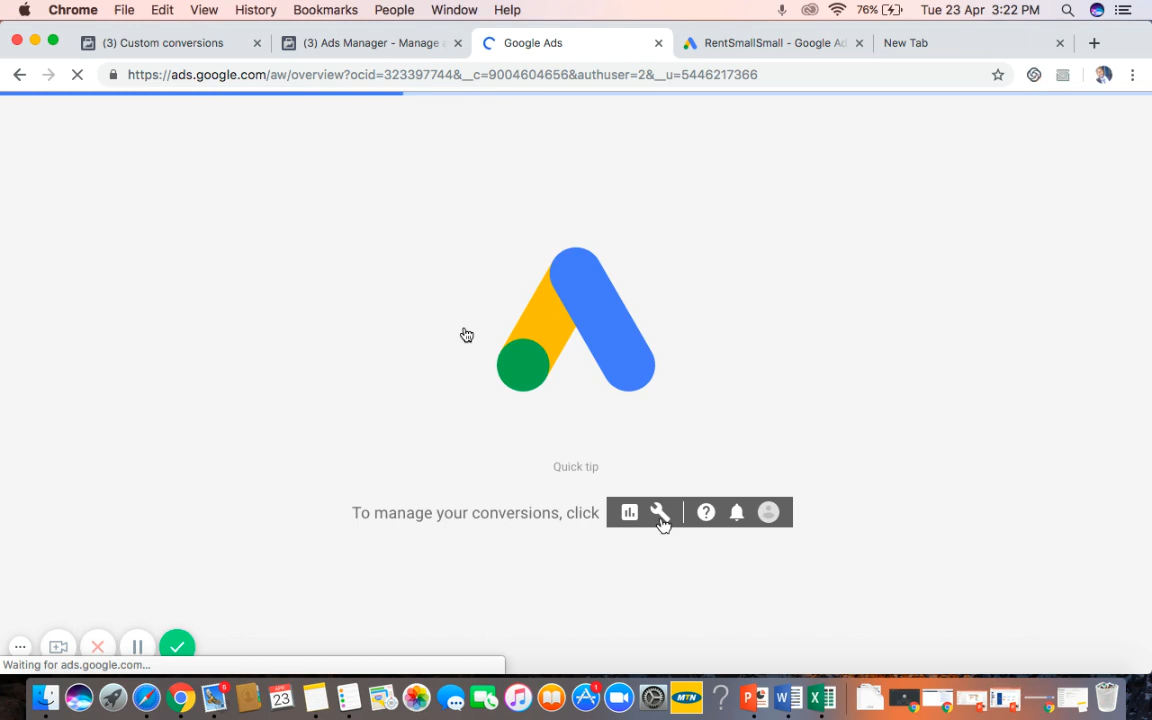 Chrome File Edit View History Bookmarks People Window Help 76% Tue 23 Apr 3:22 PM
(3) Custom conversions (3) Ads Manager - Manage Google Ads RentSmallSmall - Google Ad New Tab
https://ads.google.com/aw/overview?ocid=323397744&__c=9004604656&authuser=2&__u=5446217366
Quick tip
To manage your conversions, click
Waiting for ads.google.com...
23
MTN